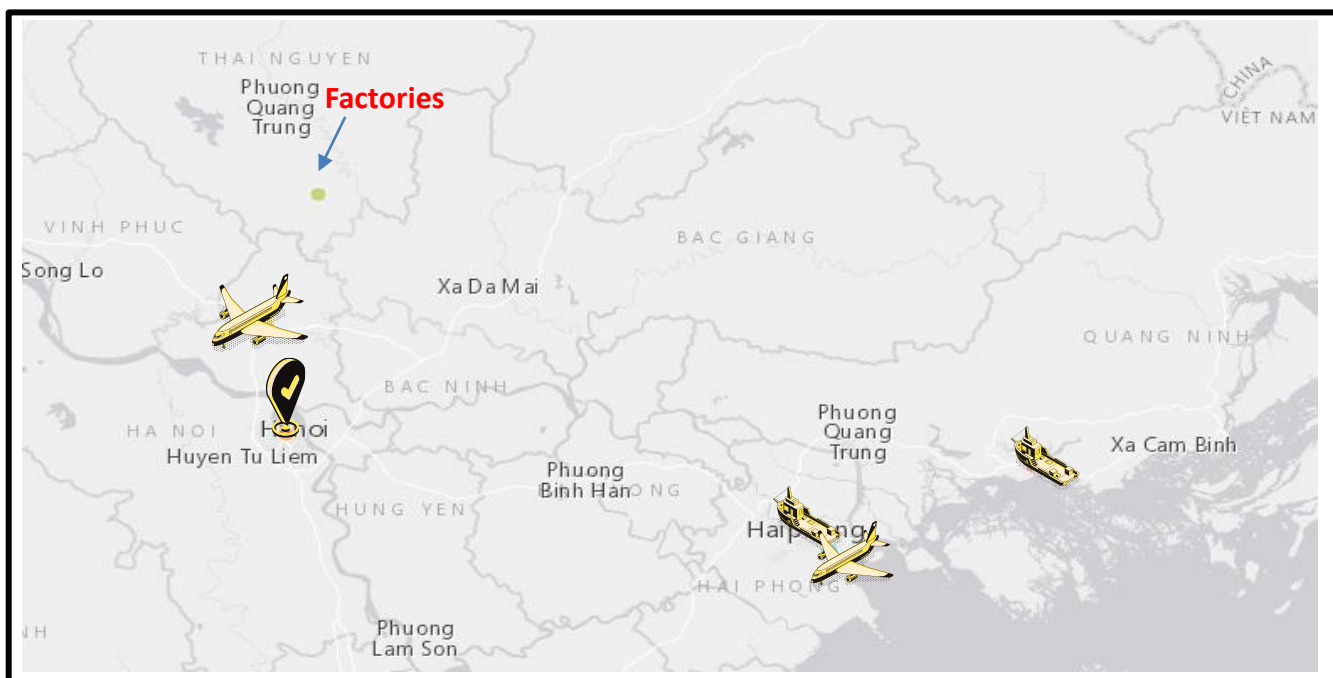 THAI NGUYEN
Phuong
Quang
Trung
Factories
CHINA
VIỆT NAM
VINH PHUC
BAC GIANG
Song Lo
Xa Da Mai
QUANG NINH
BAC NINH
HA NOI
Huyen Tu Liem
Phuong
Quang
Trung
Xa Cam Binh
Phuong
Binh Han
HUNG YEN
HAI PHONG
Phuong
Lam Son